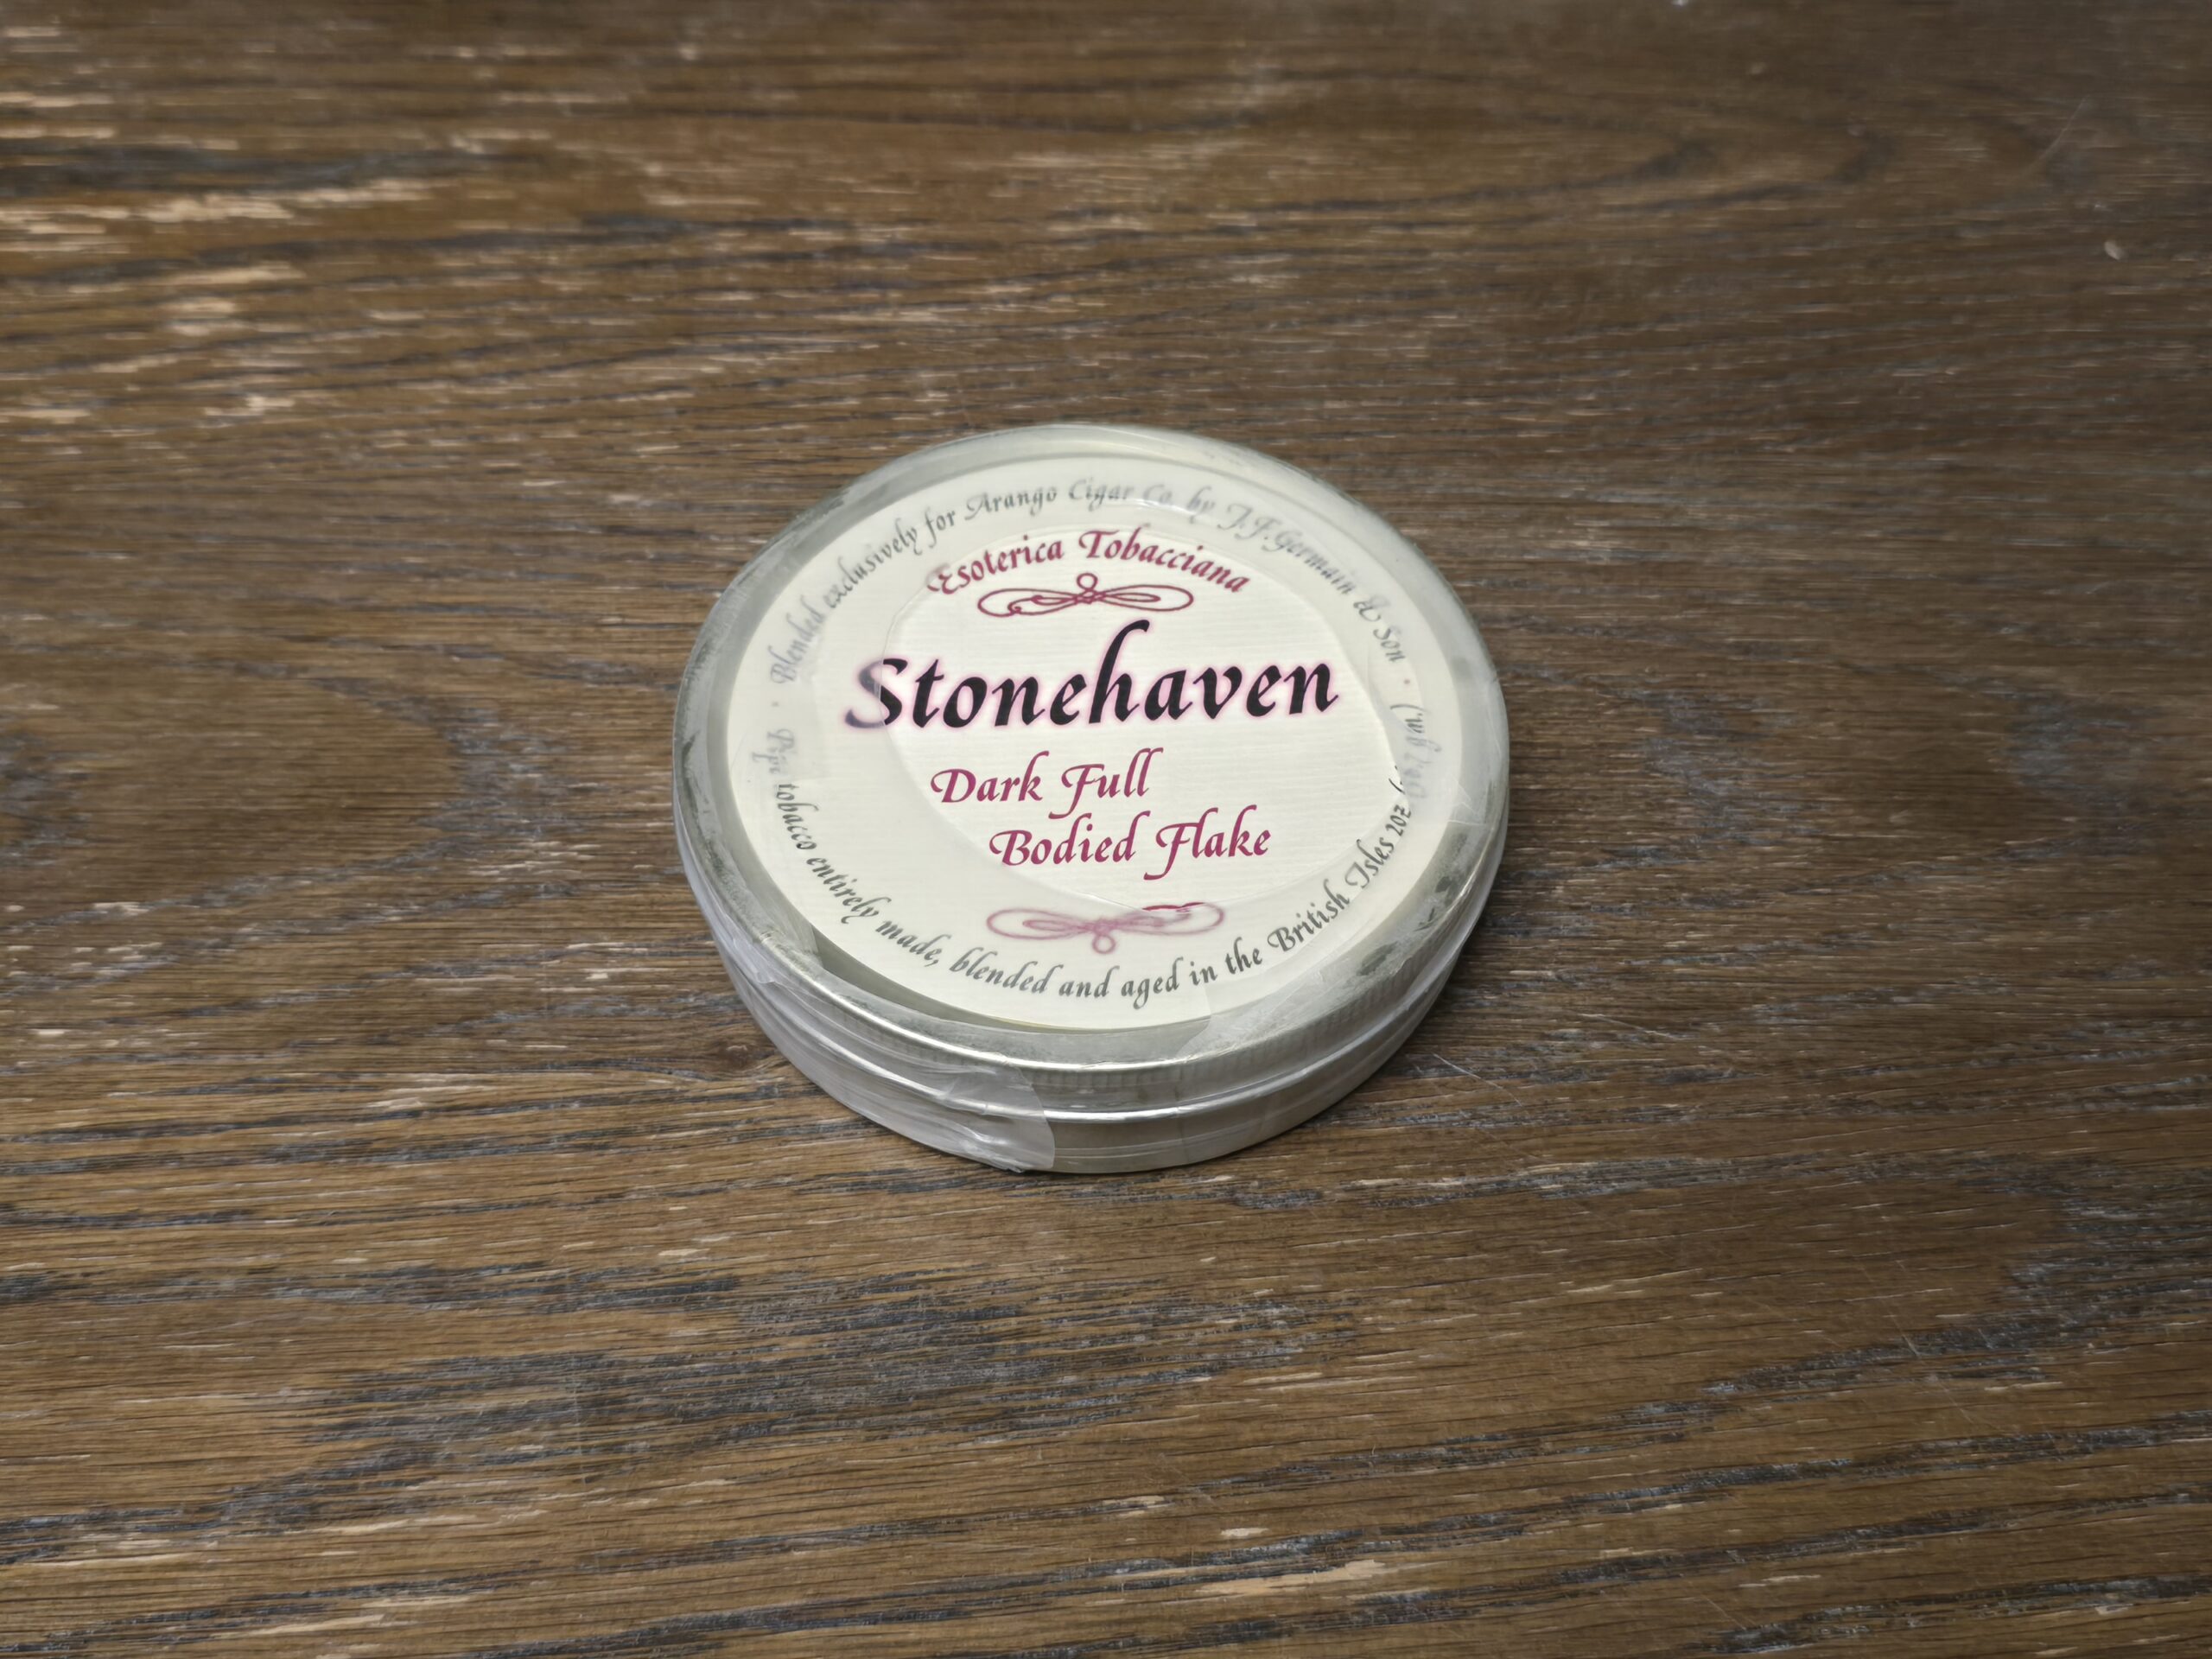 Blended exclusively for Arango Cigar Co. by J.F.Germain & Son
Esoterica Tobacciana
Stonehaven
Dark Full
Bodied Flake
Pipe tobacco entirely made, blended and aged in the British Isles 2oz